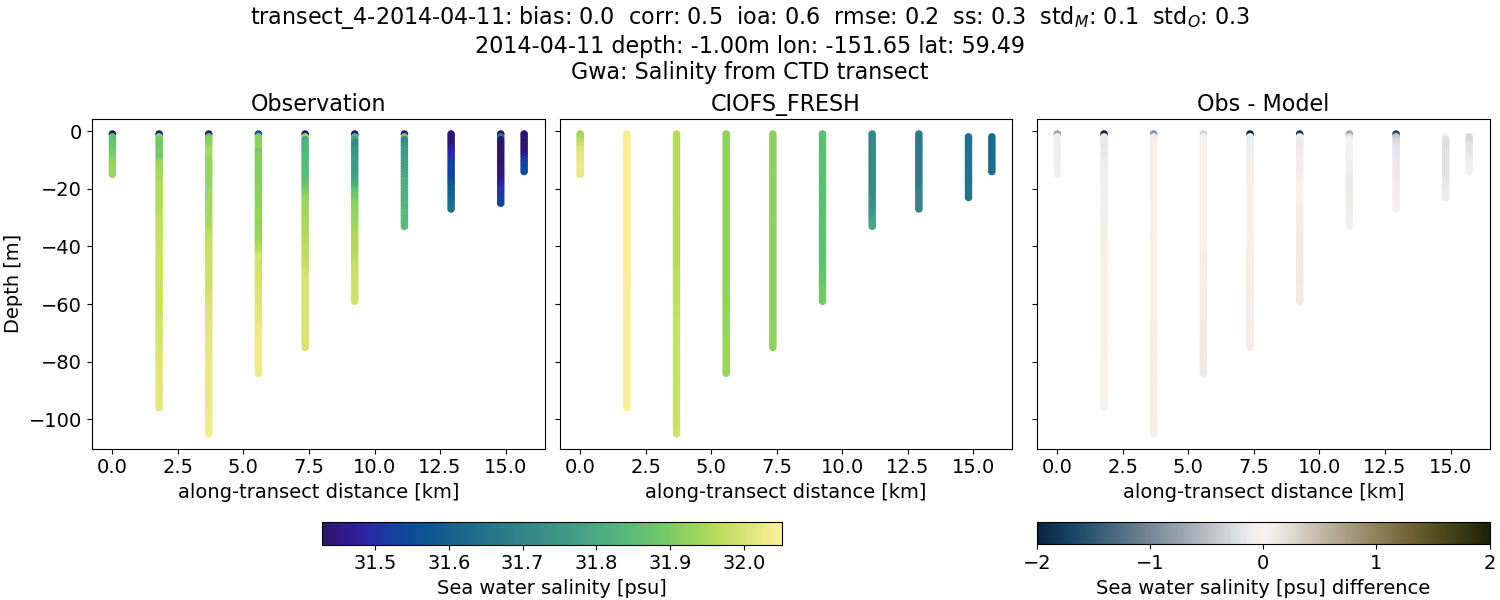 transect_4-2014-04-11: bias: 0.0  corr: 0.5  ioa: 0.6  rmse: 0.2  ss: 0.3  std_M: 0.1  std_O: 0.3
2014-04-11 depth: -1.00m lon: -151.65 lat: 59.49
Gwa: Salinity from CTD transect
Observation
CIOFS_FRESH
Obs - Model
Depth [m]
0
−20
−40
−60
−80
−100
0.0 2.5 5.0 7.5 10.0 12.5 15.0
0.0 2.5 5.0 7.5 10.0 12.5 15.0
0.0 2.5 5.0 7.5 10.0 12.5 15.0
along-transect distance [km]
along-transect distance [km]
along-transect distance [km]
31.5 31.6 31.7 31.8 31.9 32.0
Sea water salinity [psu]
−2 −1 0 1 2
Sea water salinity [psu] difference